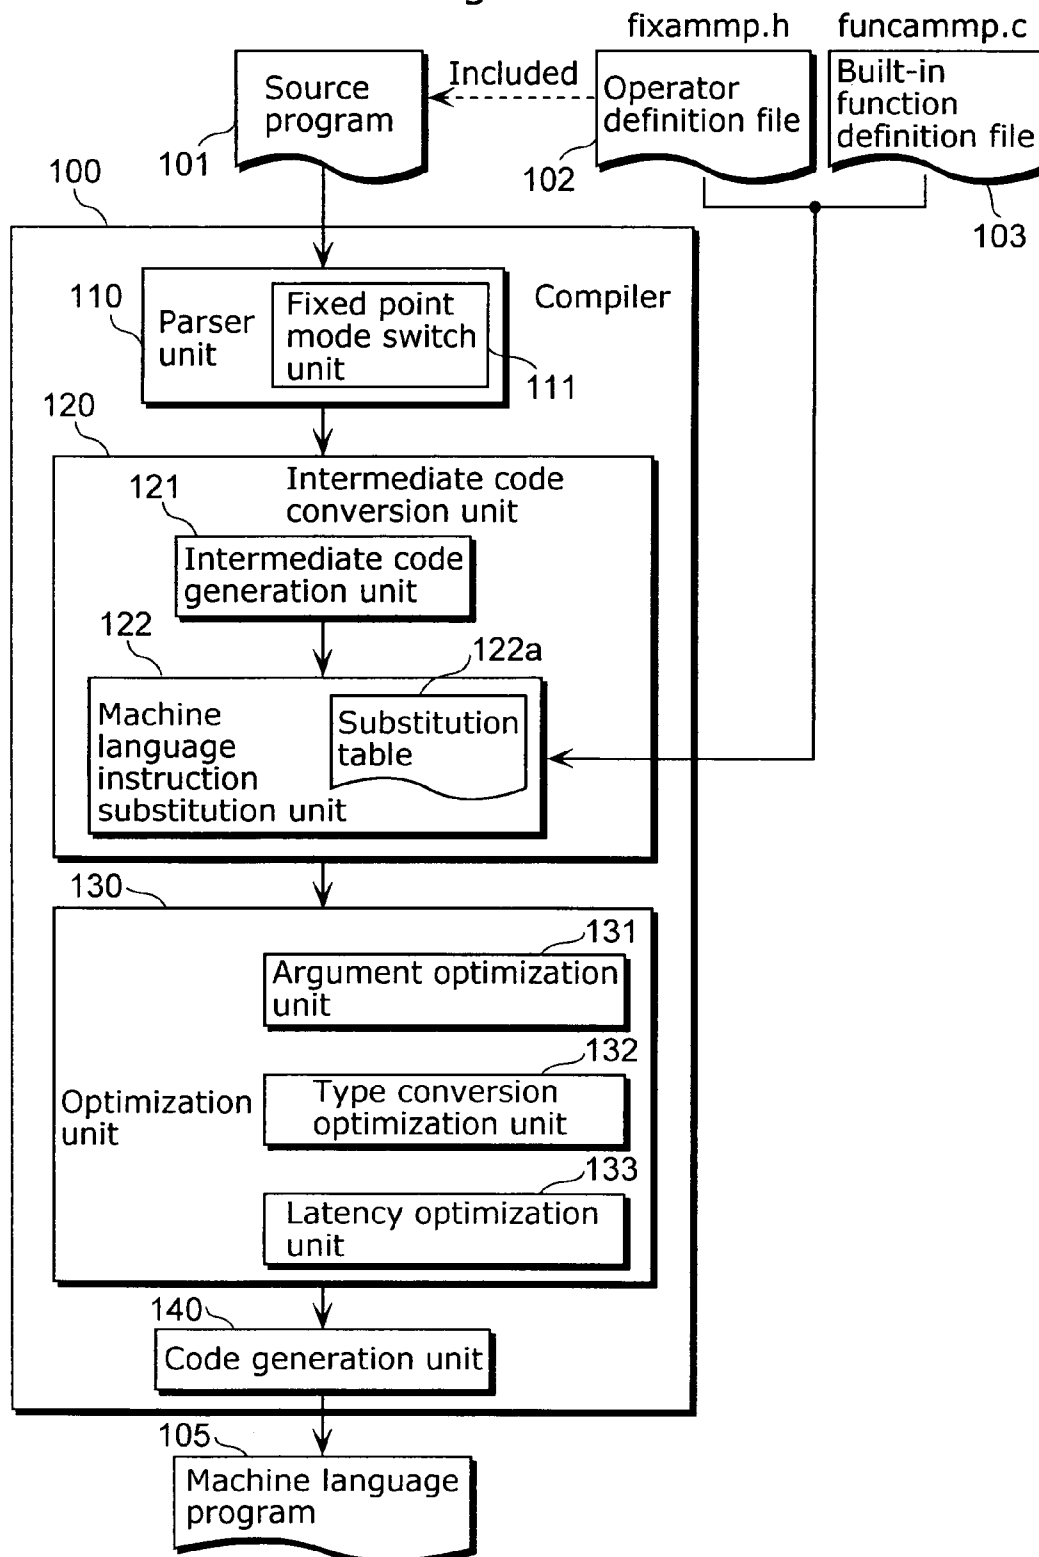 g
fixammp.h
funcammp.c
Source
program
Included
Operator
definition file
Built-in
function
definition file
101
102
103
100
Compiler
110
Parser
unit
Fixed point
mode switch
unit
111
120
Intermediate code
conversion unit
121
Intermediate code
generation unit
122
122a
Machine
language
instruction
substitution unit
Substitution
table
130
131
Argument optimization
unit
132
Optimization
unit
Type conversion
optimization unit
133
Latency optimization
unit
140
Code generation unit
105
Machine language
program